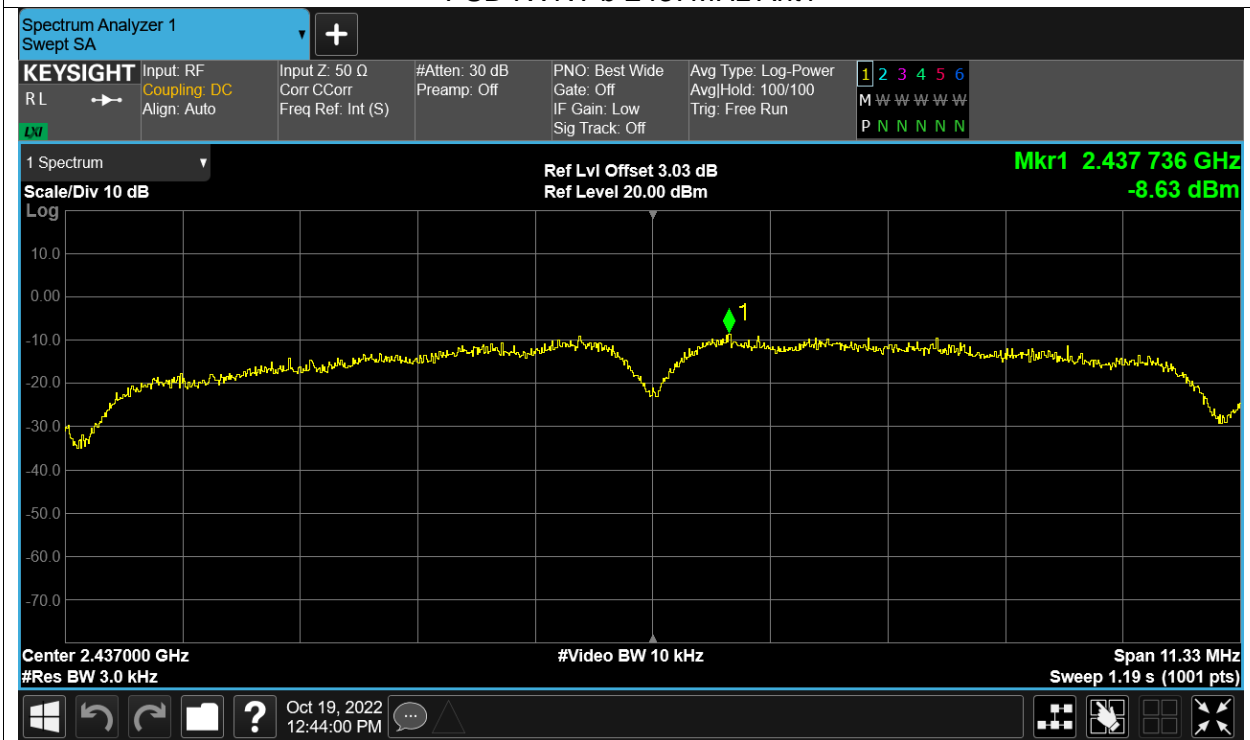 Spectrum Analyzer 1
Swept SA
+
KEYSIGHT
R L
LXI
Input: RF
Coupling: DC
Align: Auto
Input Z: 50 Ω
Corr CCorr
Freq Ref: Int (S)
#Atten: 30 dB
Preamp: Off
PNO: Best Wide
Gate: Off
IF Gain: Low
Sig Track: Off
Avg Type: Log-Power
Avg|Hold: 100/100
Trig: Free Run
1 2 3 4 5 6
M W W W W W
P N N N N N
1 Spectrum
Scale/Div 10 dB
Log
Ref Lvl Offset 3.03 dB
Ref Level 20.00 dBm
Mkr1 2.437 736 GHz
-8.63 dBm
10.0
0.00
-10.0
-20.0
-30.0
-40.0
-50.0
-60.0
-70.0
1
Center 2.437000 GHz
#Res BW 3.0 kHz
#Video BW 10 kHz
Span 11.33 MHz
Sweep 1.19 s (1001 pts)
?
Oct 19, 2022
12:44:00 PM